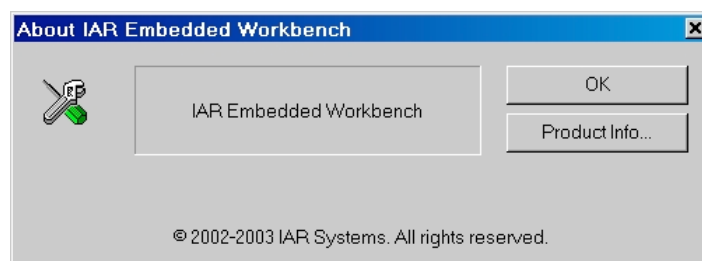 About IAR Embedded Workbench
IAR Embedded Workbench
OK
Product Info...
© 2002-2003 IAR Systems. All rights reserved.